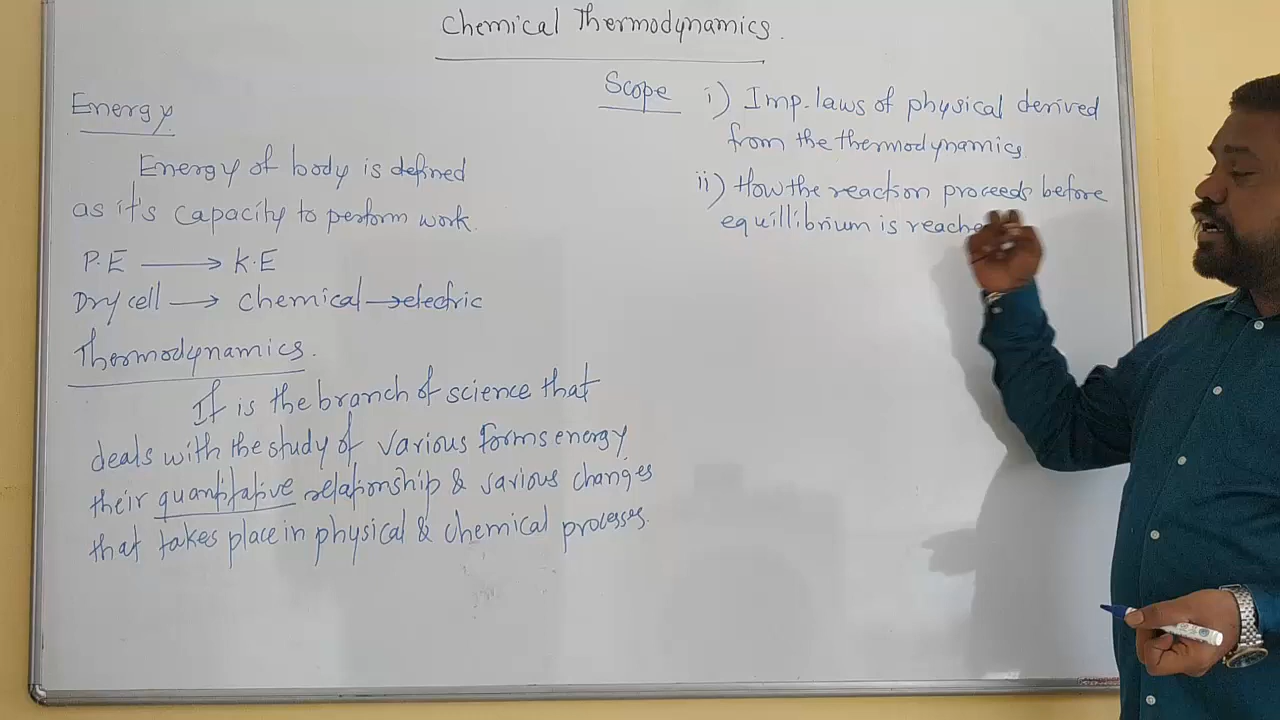 Chemical Thermodynamics.
Energy
Energy of body is defined
as it's capacity to perform work.
P.E → K.E
Dry cell → chemical → electric
Thermodynamics.
It is the branch of science that
deals with the study of various forms energy
their quantitative relationship & various changes
that takes place in physical & chemical processes.
Scope
i) Imp. laws of physical derived
from the thermodynamics.
ii) How the reaction proceeds before
equillibrium is reache